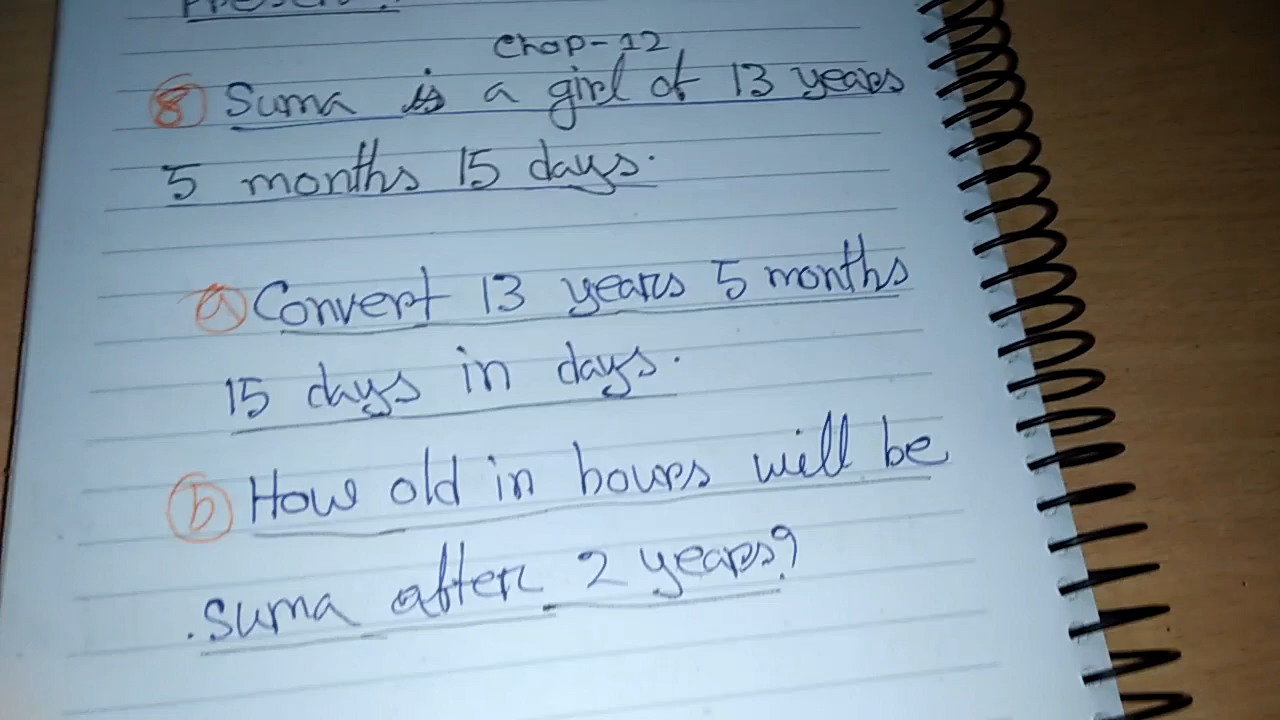 Present.
Chap-12
8 Suma is a girl of 13 years
5 months 15 days.
a Convert 13 years 5 months
15 days in days.
b How old in hours will be
.Suma after 2 years?